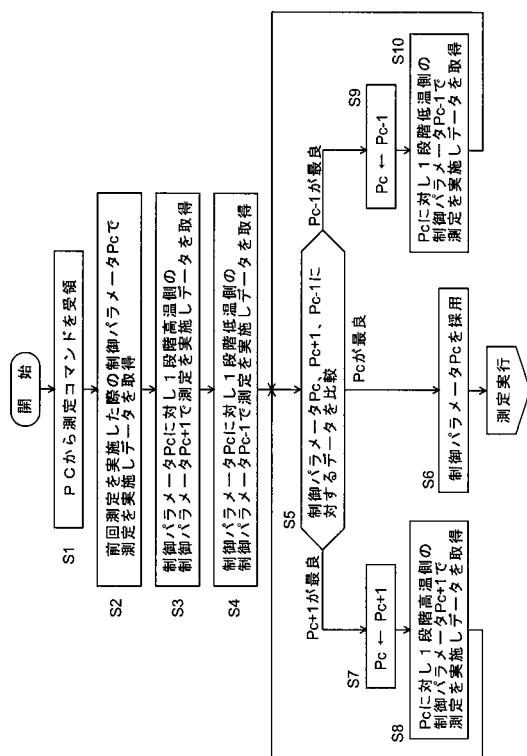 開 始
S1
PCから測定コマンドを受領
S2
前回測定を実施した際の制御パラメータPcで
測定を実施しデータを取得
S3
制御パラメータPcに対し1段階高温側の
制御パラメータPc+1で測定を実施しデータを取得
S4
制御パラメータPcに対し1段階低温側の
制御パラメータPc-1で測定を実施しデータを取得
S5
制御パラメータPc、Pc+1、Pc-1に
対するデータを比較
Pc+1が最良
Pcが最良
Pc-1が最良
S7
Pc ← Pc+1
S8
Pcに対し1段階高温側の
制御パラメータPc+1で
測定を実施しデータを取得
S6
制御パラメータPcを採用
測定実行
S9
Pc ← Pc-1
S10
Pcに対し1段階低温側の
制御パラメータPc-1で
測定を実施しデータを取得